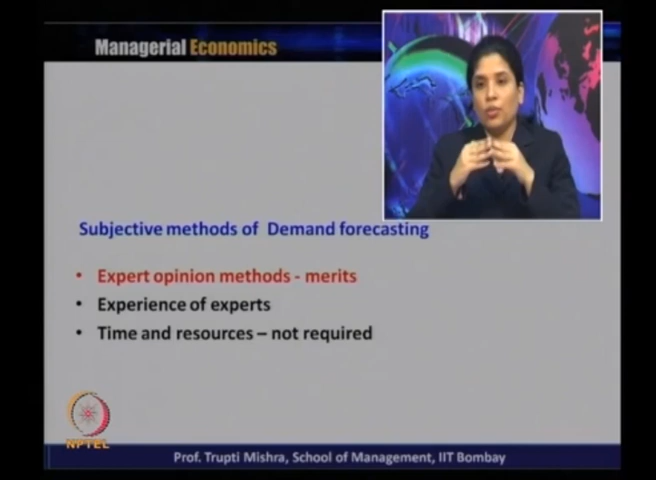 Managerial Economics
Subjective methods of Demand forecasting
• Expert opinion methods - merits
• Experience of experts
• Time and resources – not required
NPTEL
Prof. Trupti Mishra, School of Management, IIT Bombay